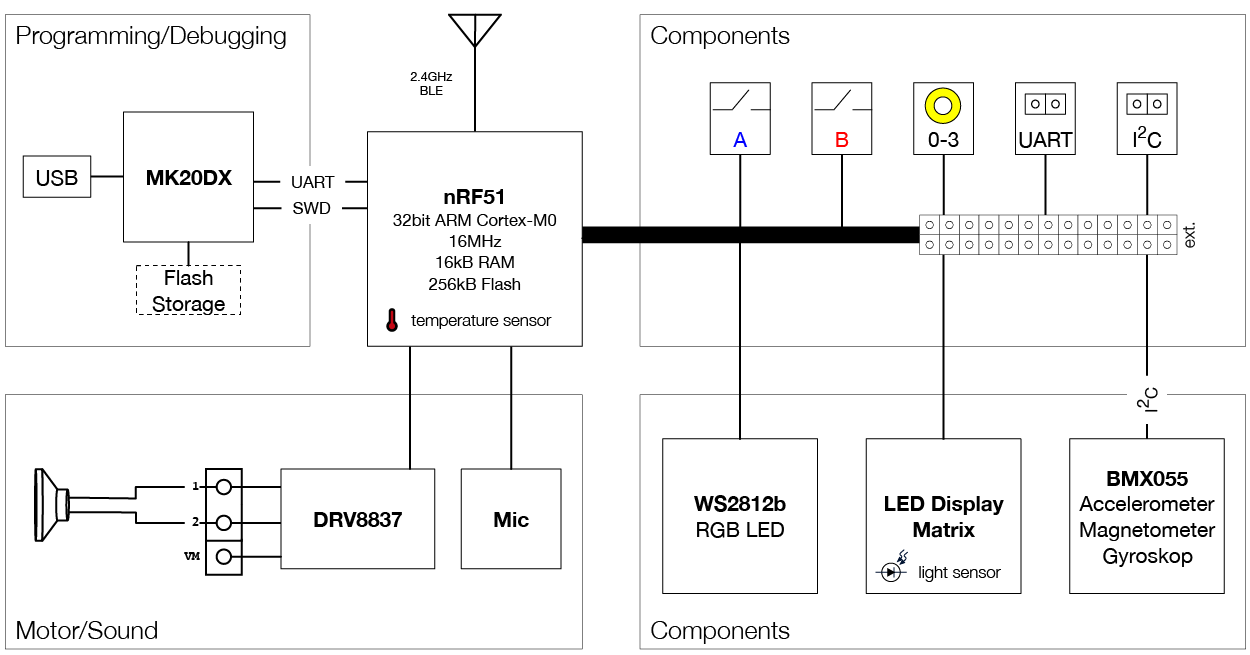 Programming/Debugging
USB
MK20DX
UART
SWD
Flash
Storage
2.4GHz
BLE
nRF51
32bit ARM Cortex-M0
16MHz
16kB RAM
256kB Flash
temperature sensor
Components
A
B
0-3
UART
I²C
ext.
1
2
VM
DRV8837
Mic
Motor/Sound
I²C
WS2812b
RGB LED
LED Display
Matrix
light sensor
BMX055
Accelerometer
Magnetometer
Gyroskop
Components